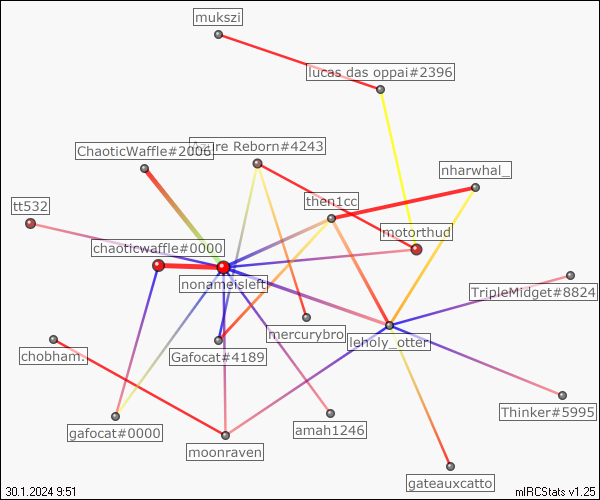 mukszi
lucas das oppai#2396
ChaoticWaffle#2006
Azure Reborn#4243
nharwhal_
tt532
then1cc
motorthud
chaoticwaffle#0000
nonameisleft
TripleMidget#8824
mercurybro
leholy_otter
Gafocat#4189
chobham.
Thinker#5995
gafocat#0000
amah1246
moonraven
gateauxcatto
30.1.2024 9:51
mIRCStats v1.25